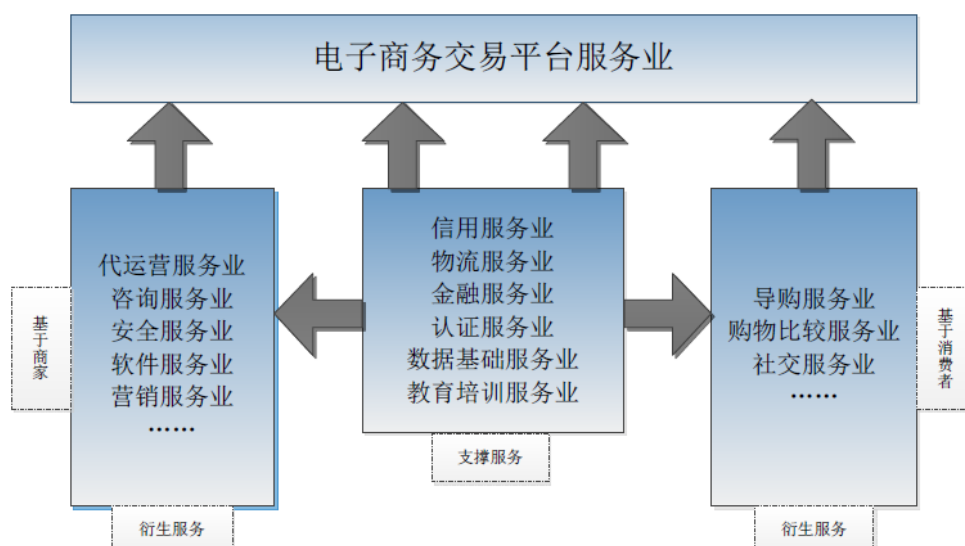 电子商务交易平台服务业
代运营服务业
咨询服务业
安全服务业
软件服务业
营销服务业
……
基于商家
衍生服务
信用服务业
物流服务业
金融服务业
认证服务业
数据基础服务业
教育培训服务业
支撑服务
导购服务业
购物比较服务业
社交服务业
……
基于消费者
衍生服务